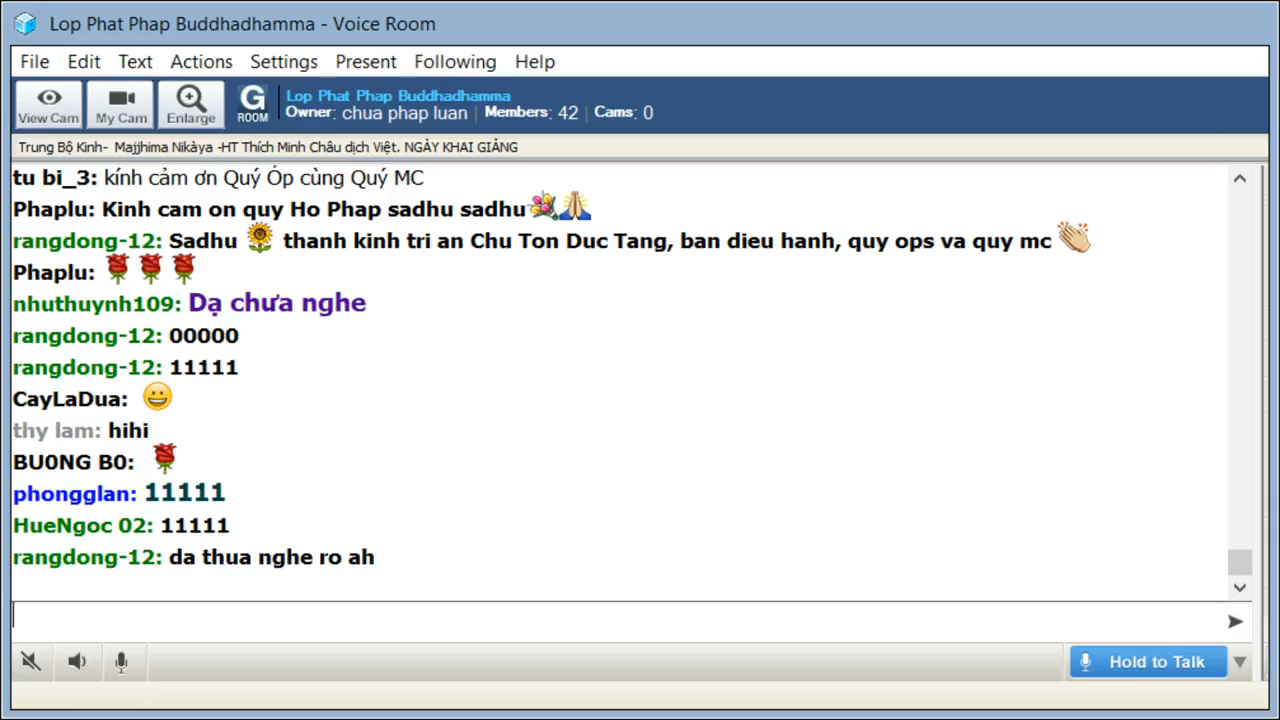 Lop Phat Phap Buddhadhamma - Voice Room
File Edit Text Actions Settings Present Following Help
View Cam My Cam Enlarge G ROOM Lop Phat Phap Buddhadhamma
Owner: chua phap luan | Members: 42 | Cams: 0
Trung Bộ Kinh- Majjhima Nikàya -HT Thích Minh Châu dịch Việt. NGÀY KHAI GIẢNG
tu bi_3: kính cảm ơn Quý Óp cùng Quý MC
Phaplu: Kinh cam on quy Ho Phap sadhu sadhu
rangdong-12: Sadhu thanh kinh tri an Chu Ton Duc Tang, ban dieu hanh, quy ops va quy mc
Phaplu:
nhuthuynh109: Dạ chưa nghe
rangdong-12: 00000
rangdong-12: 11111
CayLaDua:
thy lam: hihi
BU0NG B0:
phongglan: 11111
HueNgoc 02: 11111
rangdong-12: da thua nghe ro ah
Hold to Talk